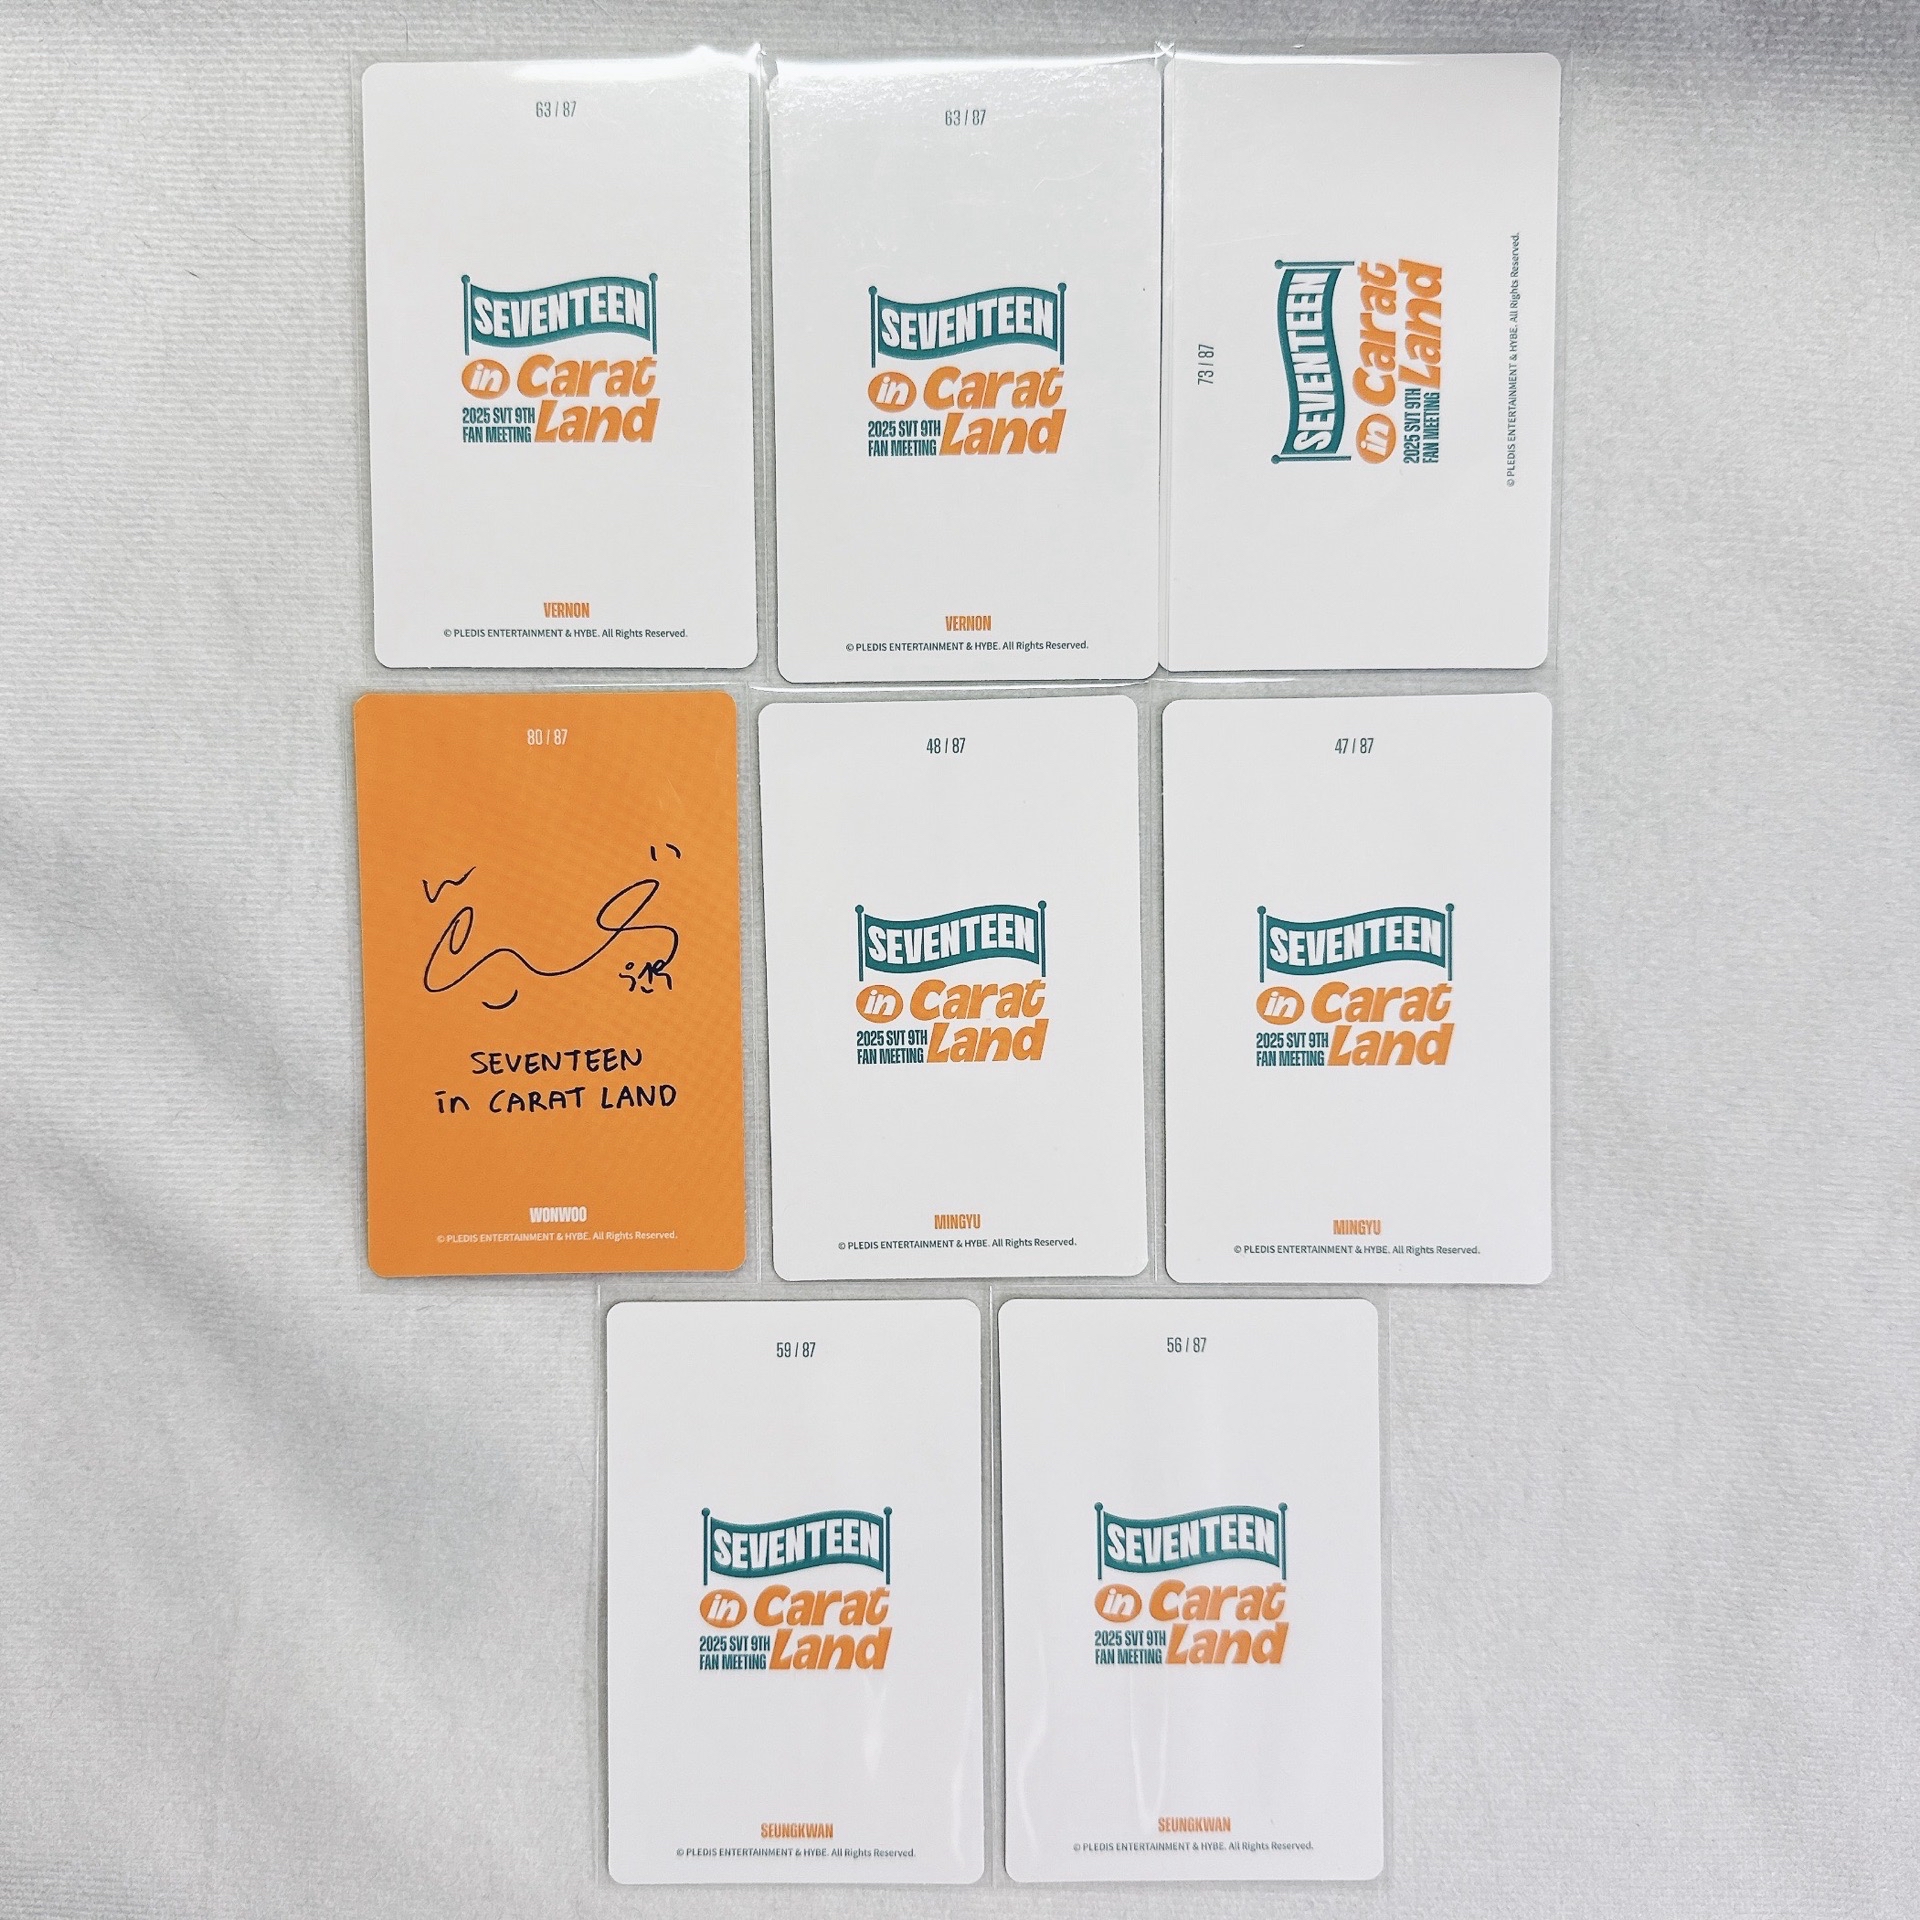 63 / 87
SEVENTEEN
in Carat
2025 SVT 9TH
FAN MEETING
Land
VERNON
© PLEDIS ENTERTAINMENT & HYBE. All Rights Reserved.
63 / 87
SEVENTEEN
in Carat
2025 SVT 9TH
FAN MEETING
Land
VERNON
© PLEDIS ENTERTAINMENT & HYBE. All Rights Reserved.
73 / 87
SEVENTEEN
in Carat
2025 SVT 9TH
FAN MEETING
Land
© PLEDIS ENTERTAINMENT & HYBE. All Rights Reserved.
80 / 87
SEVENTEEN
in CARAT LAND
WONWOO
© PLEDIS ENTERTAINMENT & HYBE. All Rights Reserved.
48 / 87
SEVENTEEN
in Carat
2025 SVT 9TH
FAN MEETING
Land
MINGYU
© PLEDIS ENTERTAINMENT & HYBE. All Rights Reserved.
47 / 87
SEVENTEEN
in Carat
2025 SVT 9TH
FAN MEETING
Land
MINGYU
© PLEDIS ENTERTAINMENT & HYBE. All Rights Reserved.
59 / 87
SEVENTEEN
in Carat
2025 SVT 9TH
FAN MEETING
Land
SEUNGKWAN
© PLEDIS ENTERTAINMENT & HYBE. All Rights Reserved.
56 / 87
SEVENTEEN
in Carat
2025 SVT 9TH
FAN MEETING
Land
SEUNGKWAN
© PLEDIS ENTERTAINMENT & HYBE. All Rights Reserved.